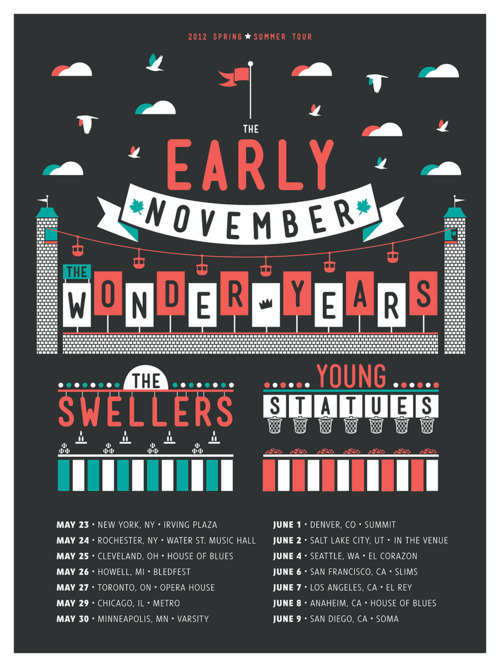 2012 SPRING ★ SUMMER TOUR
THE
EARLY
NOVEMBER
THE
WONDER-YEARS
THE
SWELLERS
YOUNG
STATUES
MAY 23 • NEW YORK, NY • IRVING PLAZA
MAY 24 • ROCHESTER, NY • WATER ST. MUSIC HALL
MAY 25 • CLEVELAND, OH • HOUSE OF BLUES
MAY 26 • HOWELL, MI • BLEDFEST
MAY 27 • TORONTO, ON • OPERA HOUSE
MAY 29 • CHICAGO, IL • METRO
MAY 30 • MINNEAPOLIS, MN • VARSITY
JUNE 1 • DENVER, CO • SUMMIT
JUNE 2 • SALT LAKE CITY, UT • IN THE VENUE
JUNE 4 • SEATTLE, WA • EL CORAZON
JUNE 6 • SAN FRANCISCO, CA • SLIMS
JUNE 7 • LOS ANGELES, CA • EL REY
JUNE 8 • ANAHEIM, CA • HOUSE OF BLUES
JUNE 9 • SAN DIEGO, CA • SOMA